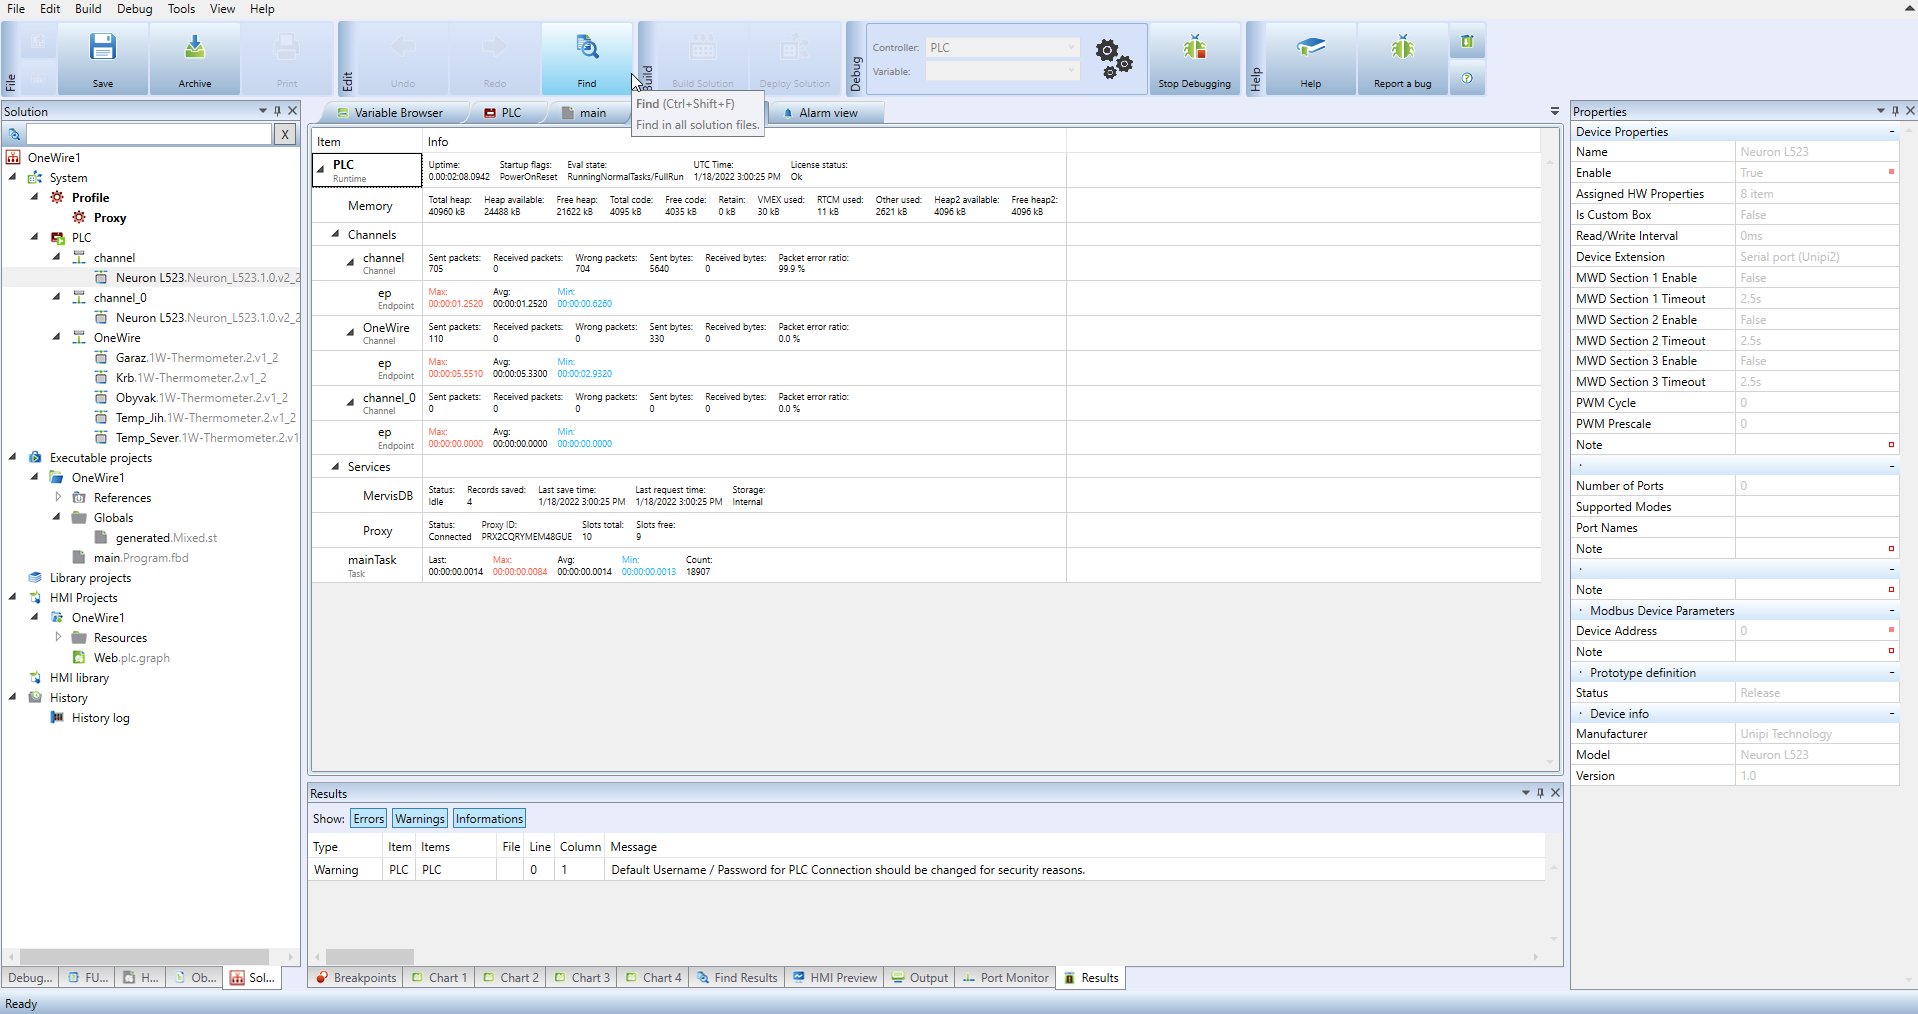 File Edit Build Debug Tools View Help
File
Save
Archive
Print
Edit
Undo
Redo
Find
Build
Build Solution
Deploy Solution
Debug
Controller: PLC
Variable:
Stop Debugging
Help
Help
Report a bug
Find (Ctrl+Shift+F)
Find in all solution files.
Solution
X
OneWire1
System
Profile
Proxy
PLC
channel
Neuron L523.Neuron_L523.1.0.v2_2
channel_0
Neuron L523.Neuron_L523.1.0.v2_2
OneWire
Garaz.1W-Thermometer.2.v1_2
Krb.1W-Thermometer.2.v1_2
Obyvak.1W-Thermometer.2.v1_2
Temp_Jih.1W-Thermometer.2.v1_2
Temp_Sever.1W-Thermometer.2.v1
Executable projects
OneWire1
References
Globals
generated.Mixed.st
main.Program.fbd
Library projects
HMI Projects
OneWire1
Resources
Web.plc.graph
HMI library
History
History log
Debug... FU... H... Ob... Sol...
Variable Browser PLC main Alarm view
Item Info
PLC
Runtime
Uptime: Startup flags: Eval state: UTC Time: License status:
0.00:02:08.0942 PowerOnReset RunningNormalTasks/FullRun 1/18/2022 3:00:25 PM Ok
Memory
Total heap: Heap available: Free heap: Total code: Free code: Retain: VMEX used: RTCM used: Other used: Heap2 available: Free heap2:
40960 kB 24488 kB 21622 kB 4095 kB 4035 kB 0 kB 30 kB 11 kB 2621 kB 4096 kB 4096 kB
Channels
channel
Channel
Sent packets: Received packets: Wrong packets: Sent bytes: Received bytes: Packet error ratio:
705 0 704 5640 0 99.9 %
ep
Endpoint
Max: Avg: Min:
00:00:01.2520 00:00:01.2520 00:00:00.6260
OneWire
Channel
Sent packets: Received packets: Wrong packets: Sent bytes: Received bytes: Packet error ratio:
110 0 0 330 0 0.0 %
ep
Endpoint
Max: Avg: Min:
00:00:05.5510 00:00:05.3300 00:00:02.9320
channel_0
Channel
Sent packets: Received packets: Wrong packets: Sent bytes: Received bytes: Packet error ratio:
0 0 0 0 0 0.0 %
ep
Endpoint
Max: Avg: Min:
00:00:00.0000 00:00:00.0000 00:00:00.0000
Services
MervisDB
Status: Records saved: Last save time: Last request time: Storage:
Idle 4 1/18/2022 3:00:25 PM 1/18/2022 3:00:25 PM Internal
Proxy
Status: Proxy ID: Slots total: Slots free:
Connected PRX2CQRYMEM48GUE 10 9
mainTask
Task
Last: Max: Avg: Min: Count:
00:00:00.0014 00:00:00.0084 00:00:00.0014 00:00:00.0013 18907
Results
Show: Errors Warnings Informations
Type Item Items File Line Column Message
Warning PLC PLC 0 1 Default Username / Password for PLC Connection should be changed for security reasons.
Breakpoints Chart 1 Chart 2 Chart 3 Chart 4 Find Results HMI Preview Output Port Monitor Results
Properties
Device Properties
Name Neuron L523
Enable True
Assigned HW Properties 8 item
Is Custom Box False
Read/Write Interval 0ms
Device Extension Serial port (Unipi2)
MWD Section 1 Enable False
MWD Section 1 Timeout 2.5s
MWD Section 2 Enable False
MWD Section 2 Timeout 2.5s
MWD Section 3 Enable False
MWD Section 3 Timeout 2.5s
PWM Cycle 0
PWM Prescale 0
Note
Number of Ports 0
Supported Modes
Port Names
Note
Note
Modbus Device Parameters
Device Address 0
Note
Prototype definition
Status Release
Device info
Manufacturer Unipi Technology
Model Neuron L523
Version 1.0
Ready